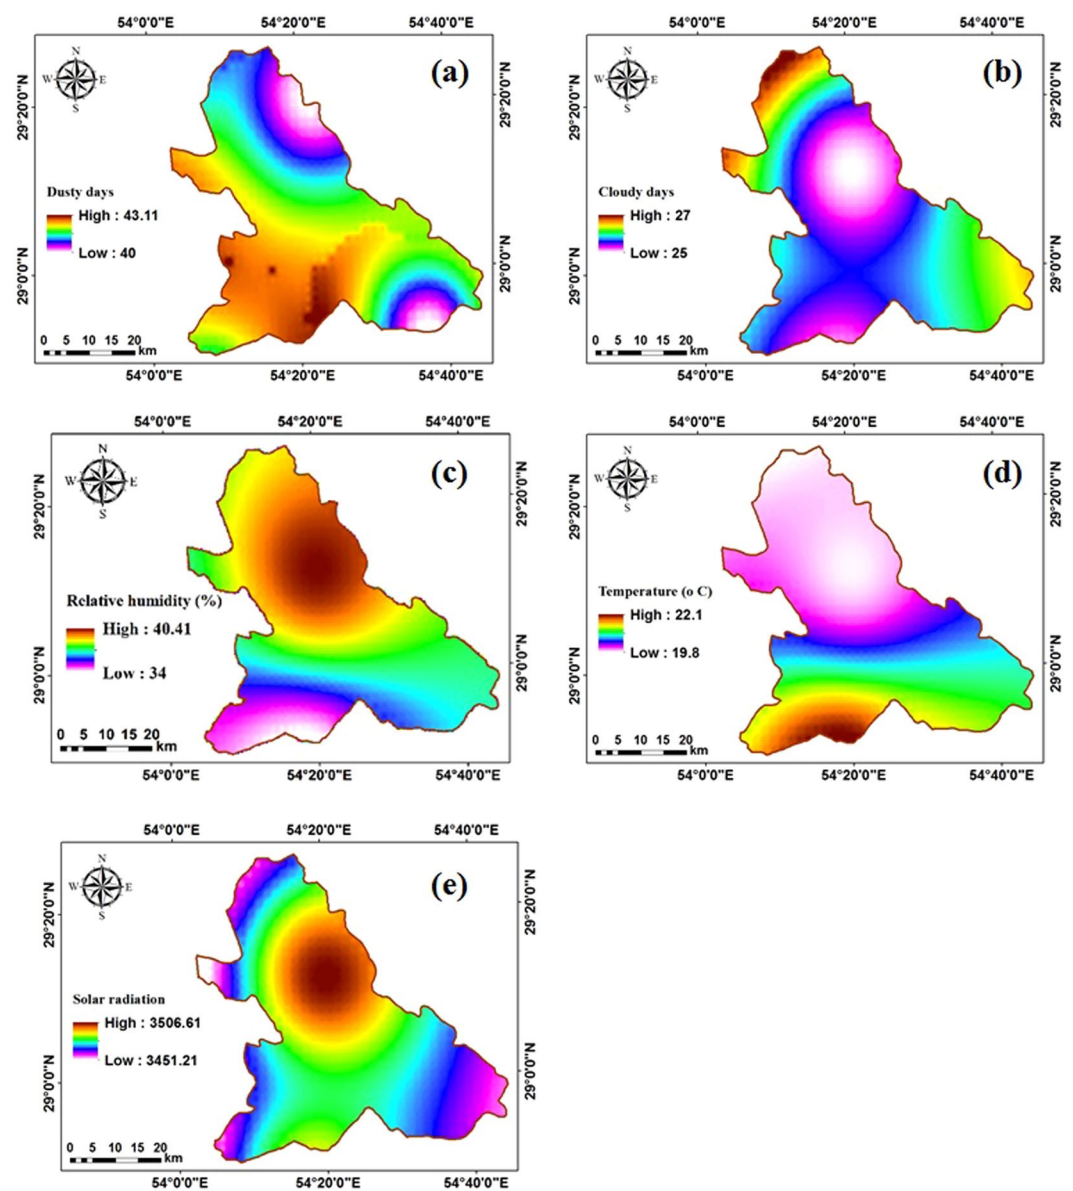 54°0'0"E 54°20'0"E 54°40'0"E
(a)
N
W E
S
29°20'0"N
29°20'0"N
Dusty days
High : 43.11
Low : 40
29°0'0"N
29°0'0"N
0 5 10 15 20
km
54°0'0"E 54°20'0"E 54°40'0"E
54°0'0"E 54°20'0"E 54°40'0"E
(b)
N
W E
S
29°20'0"N
29°20'0"N
Cloudy days
High : 27
Low : 25
29°0'0"N
29°0'0"N
0 5 10 15 20
km
54°0'0"E 54°20'0"E 54°40'0"E
54°0'0"E 54°20'0"E 54°40'0"E
(c)
N
W E
S
29°20'0"N
29°20'0"N
Relative humidity (%)
High : 40.41
Low : 34
29°0'0"N
29°0'0"N
0 5 10 15 20
km
54°0'0"E 54°20'0"E 54°40'0"E
54°0'0"E 54°20'0"E 54°40'0"E
(d)
N
W E
S
29°20'0"N
29°20'0"N
Temperature (o C)
High : 22.1
Low : 19.8
29°0'0"N
29°0'0"N
0 5 10 15 20
km
54°0'0"E 54°20'0"E 54°40'0"E
54°0'0"E 54°20'0"E 54°40'0"E
(e)
N
W E
S
29°20'0"N
29°20'0"N
Solar radiation
High : 3506.61
Low : 3451.21
29°0'0"N
29°0'0"N
0 5 10 15 20
km
54°0'0"E 54°20'0"E 54°40'0"E